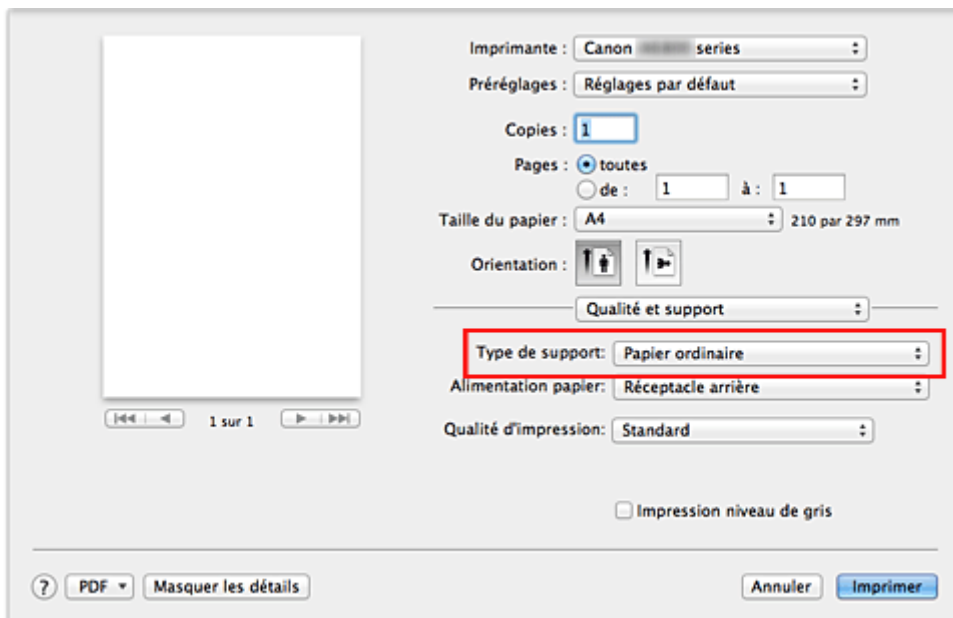 Imprimante : Canon series
Préréglages : Réglages par défaut
Copies : 1
Pages : toutes
de : 1 à : 1
Taille du papier : A4 210 par 297 mm
Orientation :
Qualité et support
Type de support: Papier ordinaire
Alimentation papier: Réceptacle arrière
Qualité d'impression: Standard
Impression niveau de gris
1 sur 1
? PDF Masquer les détails Annuler Imprimer